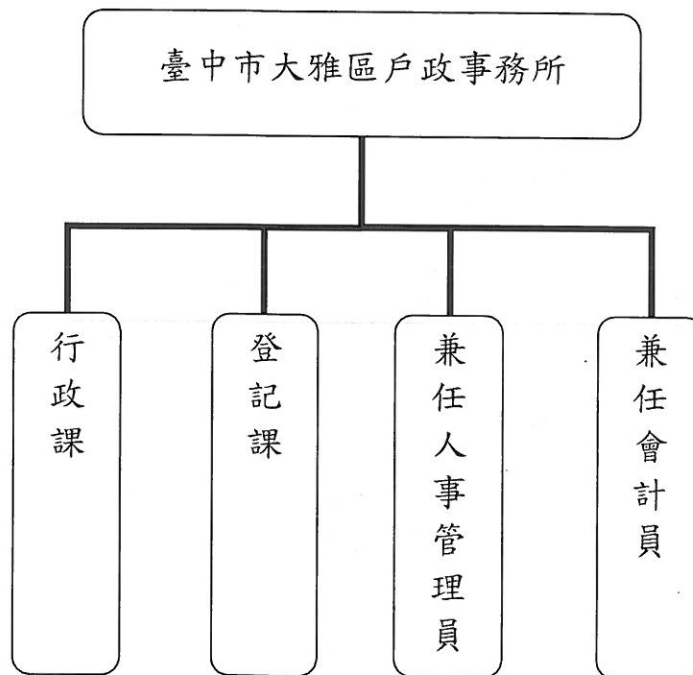 臺中市大雅區戶政事務所
行政課
登記課
兼任人事管理員
兼任會計員